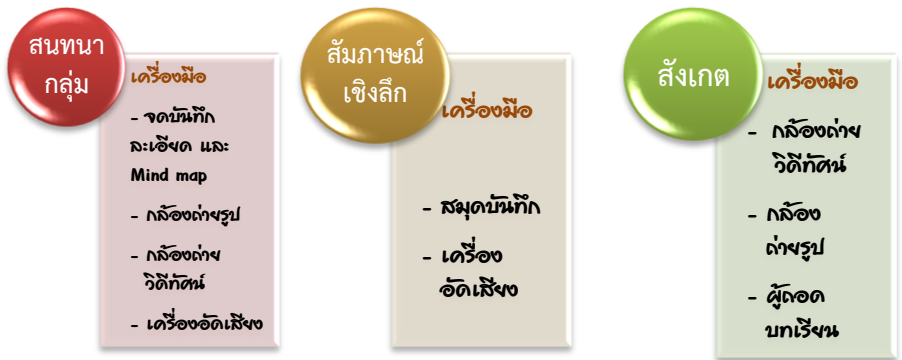 สนทนา
กลุ่ม
เครื่องมือ
- จดบันทึก
ละเอียด และ
Mind map
- กล้องถ่ายรูป
- กล้องถ่าย
วิดีทัศน์
- เครื่องอัดเสียง
สัมภาษณ์
เชิงลึก
เครื่องมือ
- สมุดบันทึก
- เครื่อง
อัดเสียง
สังเกต
เครื่องมือ
- กล้องถ่าย
วิดีทัศน์
- กล้อง
ถ่ายรูป
- ผู้ถอด
บทเรียน